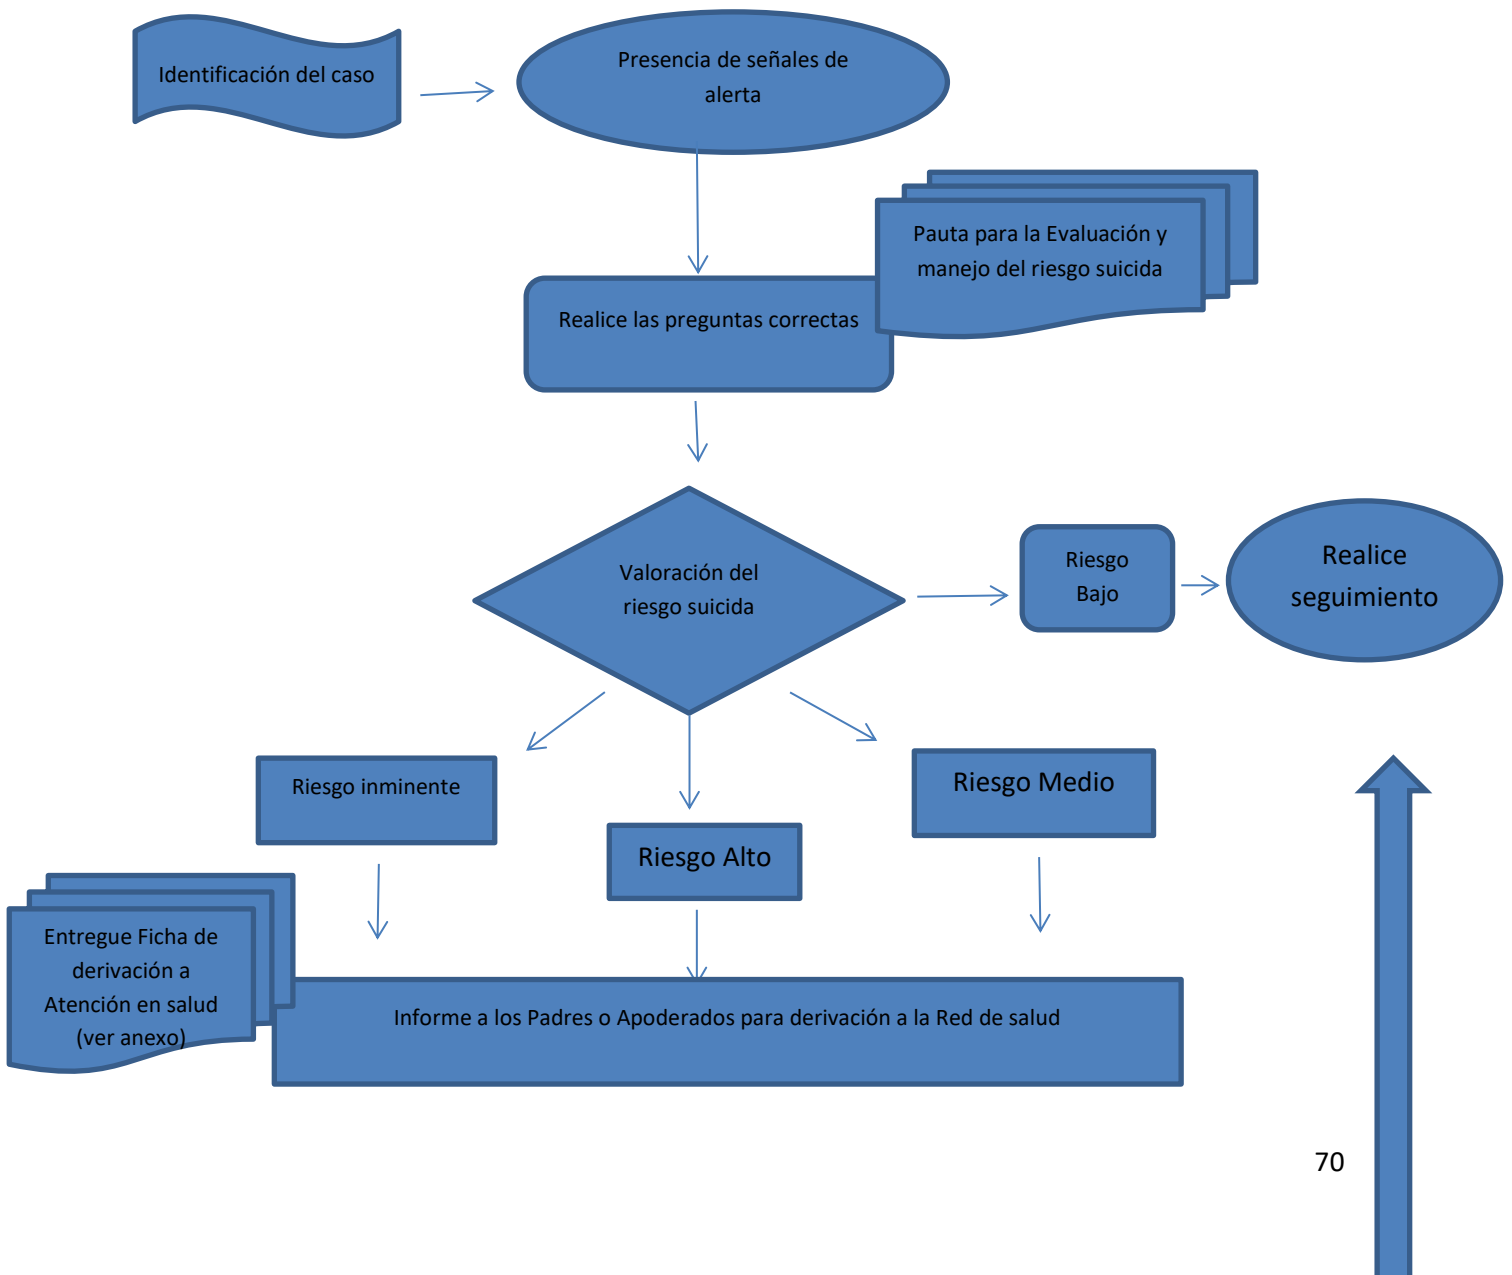 Identificación del caso
Presencia de señales de
alerta
Pauta para la Evaluación y
manejo del riesgo suicida
Realice las preguntas correctas
Valoración del
riesgo suicida
Riesgo
Bajo
Realice
seguimiento
Riesgo inminente
Riesgo Alto
Riesgo Medio
Entregue Ficha de
derivación a
Atención en salud
(ver anexo)
Informe a los Padres o Apoderados para derivación a la Red de salud
70